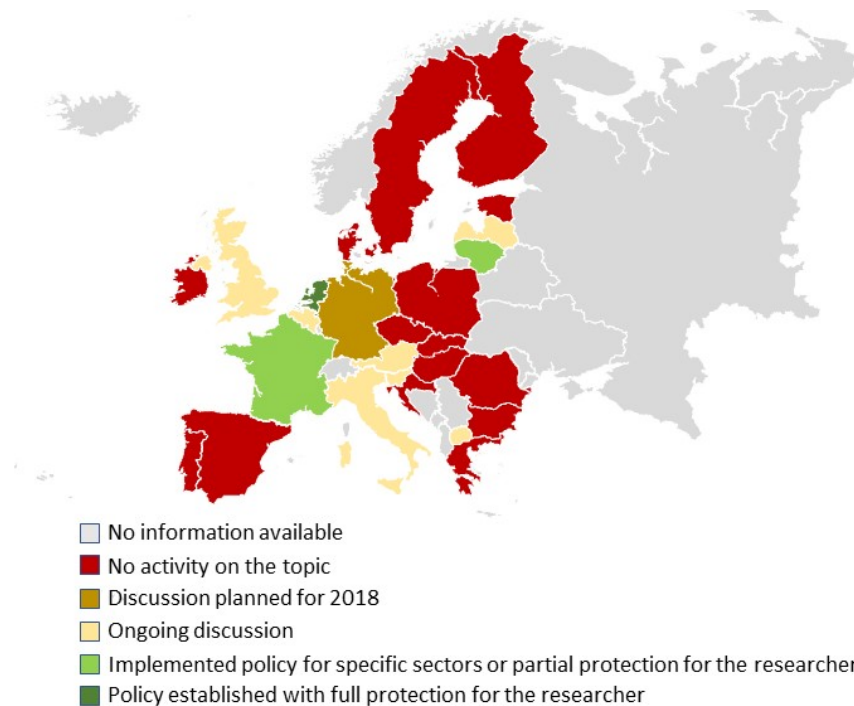 No information available
No activity on the topic
Discussion planned for 2018
Ongoing discussion
Implemented policy for specific sectors or partial protection for the researcher
Policy established with full protection for the researcher